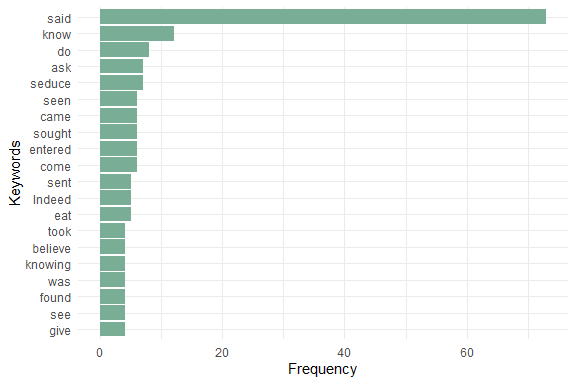 said
know
do
ask
seduce
seen
came
sought
entered
come
sent
Indeed
eat
took
believe
knowing
was
found
see
give
Keywords
0 20 40 60
Frequency